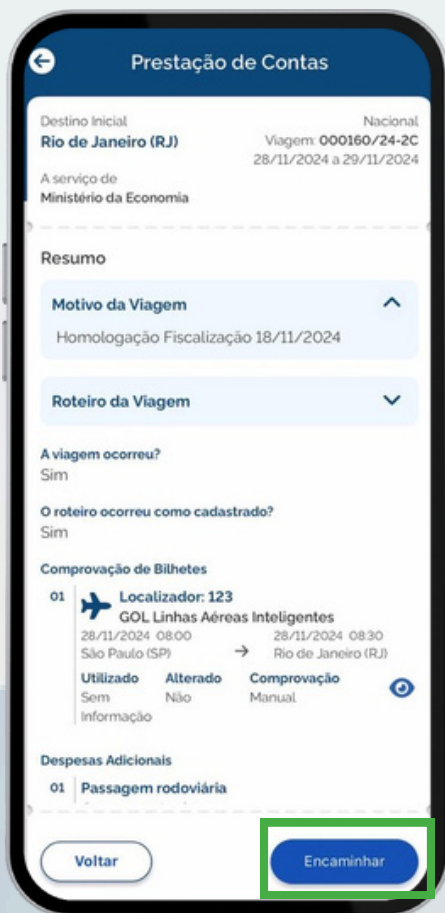 Prestação de Contas
Destino Inicial
Nacional
Rio de Janeiro (RJ)
Viagem: 000160/24-2C
28/11/2024 a 29/11/2024
A serviço de
Ministério da Economia
Resumo
Motivo da Viagem
Homologação Fiscalização 18/11/2024
Roteiro da Viagem
A viagem ocorreu?
Sim
O roteiro ocorreu como cadastrado?
Sim
Comprovação de Bilhetes
01 Localizador: 123
GOL Linhas Aéreas Inteligentes
28/11/2024 08:00 28/11/2024 08:30
São Paulo (SP) → Rio de Janeiro (RJ)
Utilizado Alterado Comprovação
Sem Não Manual
Informação
Despesas Adicionais
01 Passagem rodoviária
Voltar Encaminhar